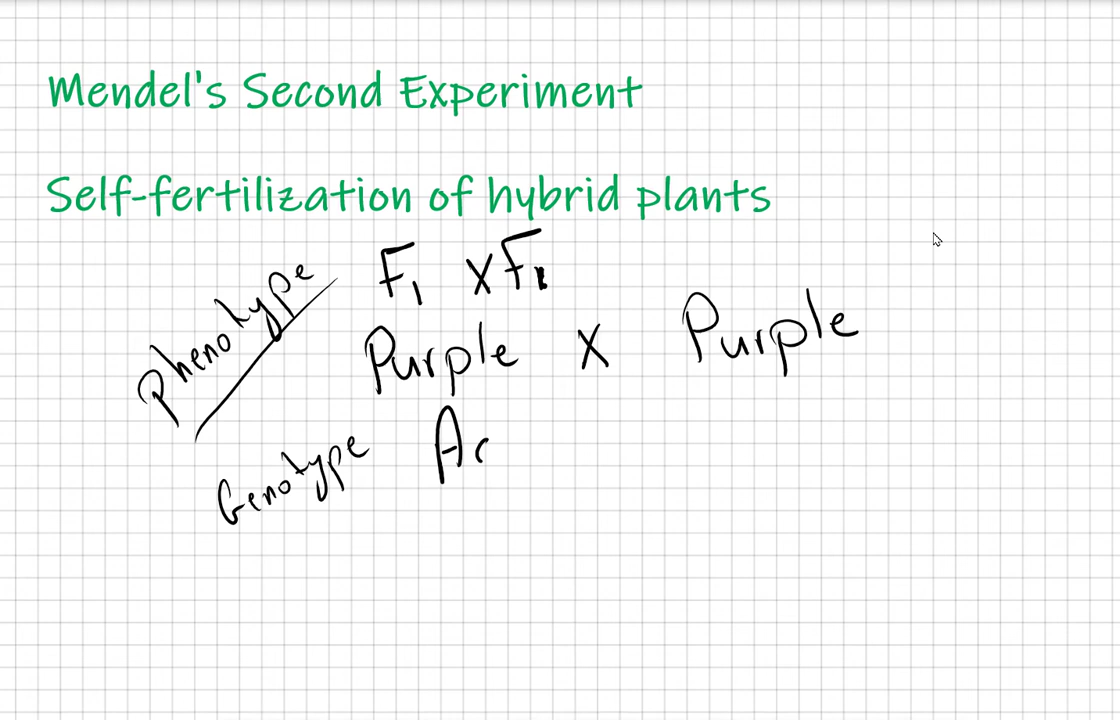 Mendel's Second Experiment
Self-fertilization of hybrid plants
F1 x F1
Phenotype Purple x Purple
Genotype A